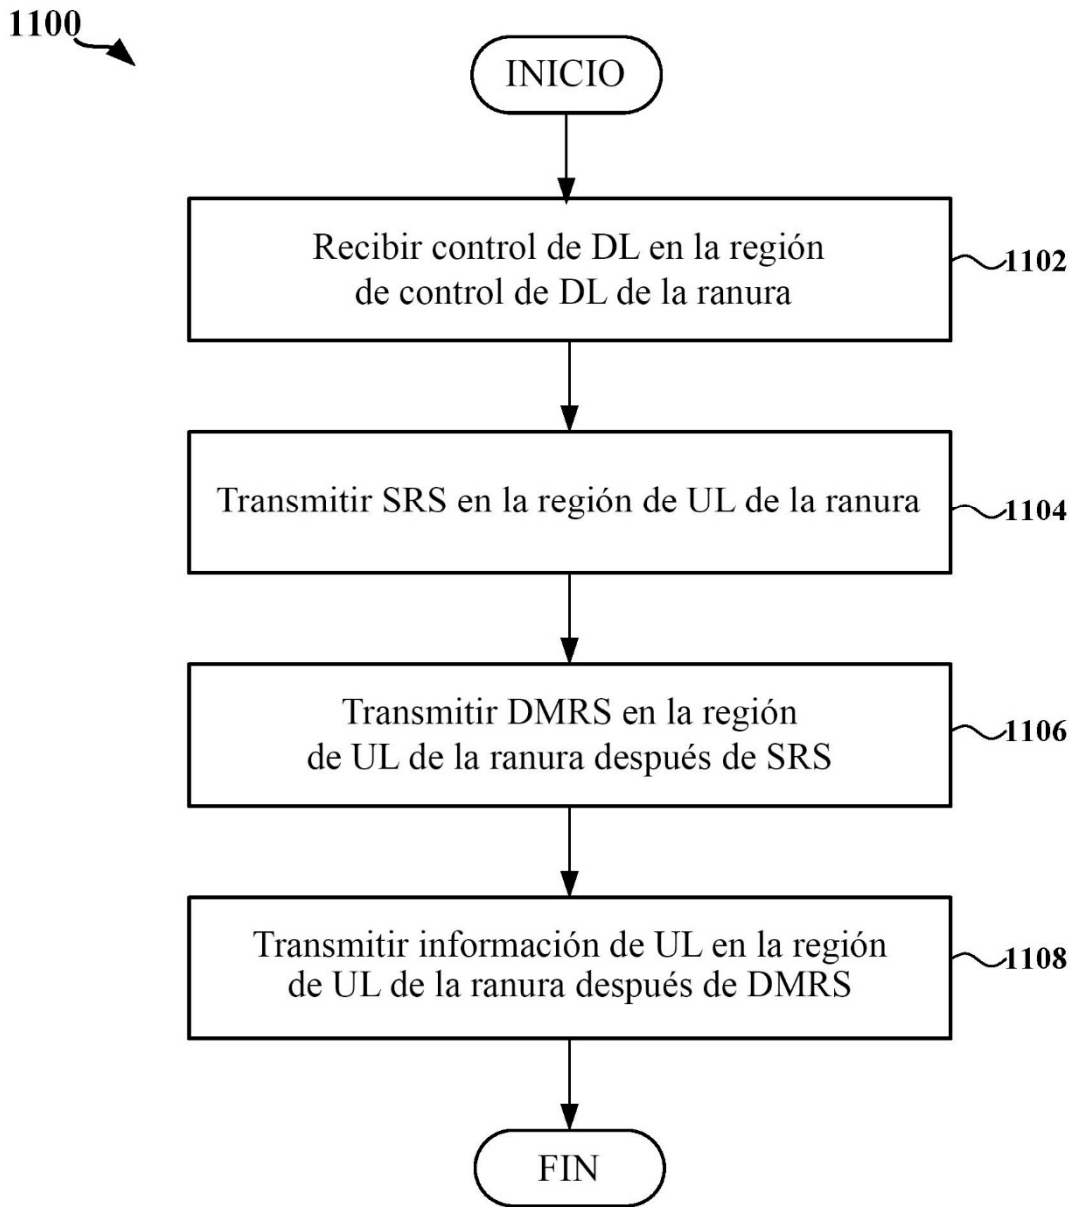 1100
INICIO
Recibir control de DL en la región
de control de DL de la ranura
1102
Transmitir SRS en la región de UL de la ranura
1104
Transmitir DMRS en la región
de UL de la ranura después de SRS
1106
Transmitir información de UL en la región
de UL de la ranura después de DMRS
1108
FIN